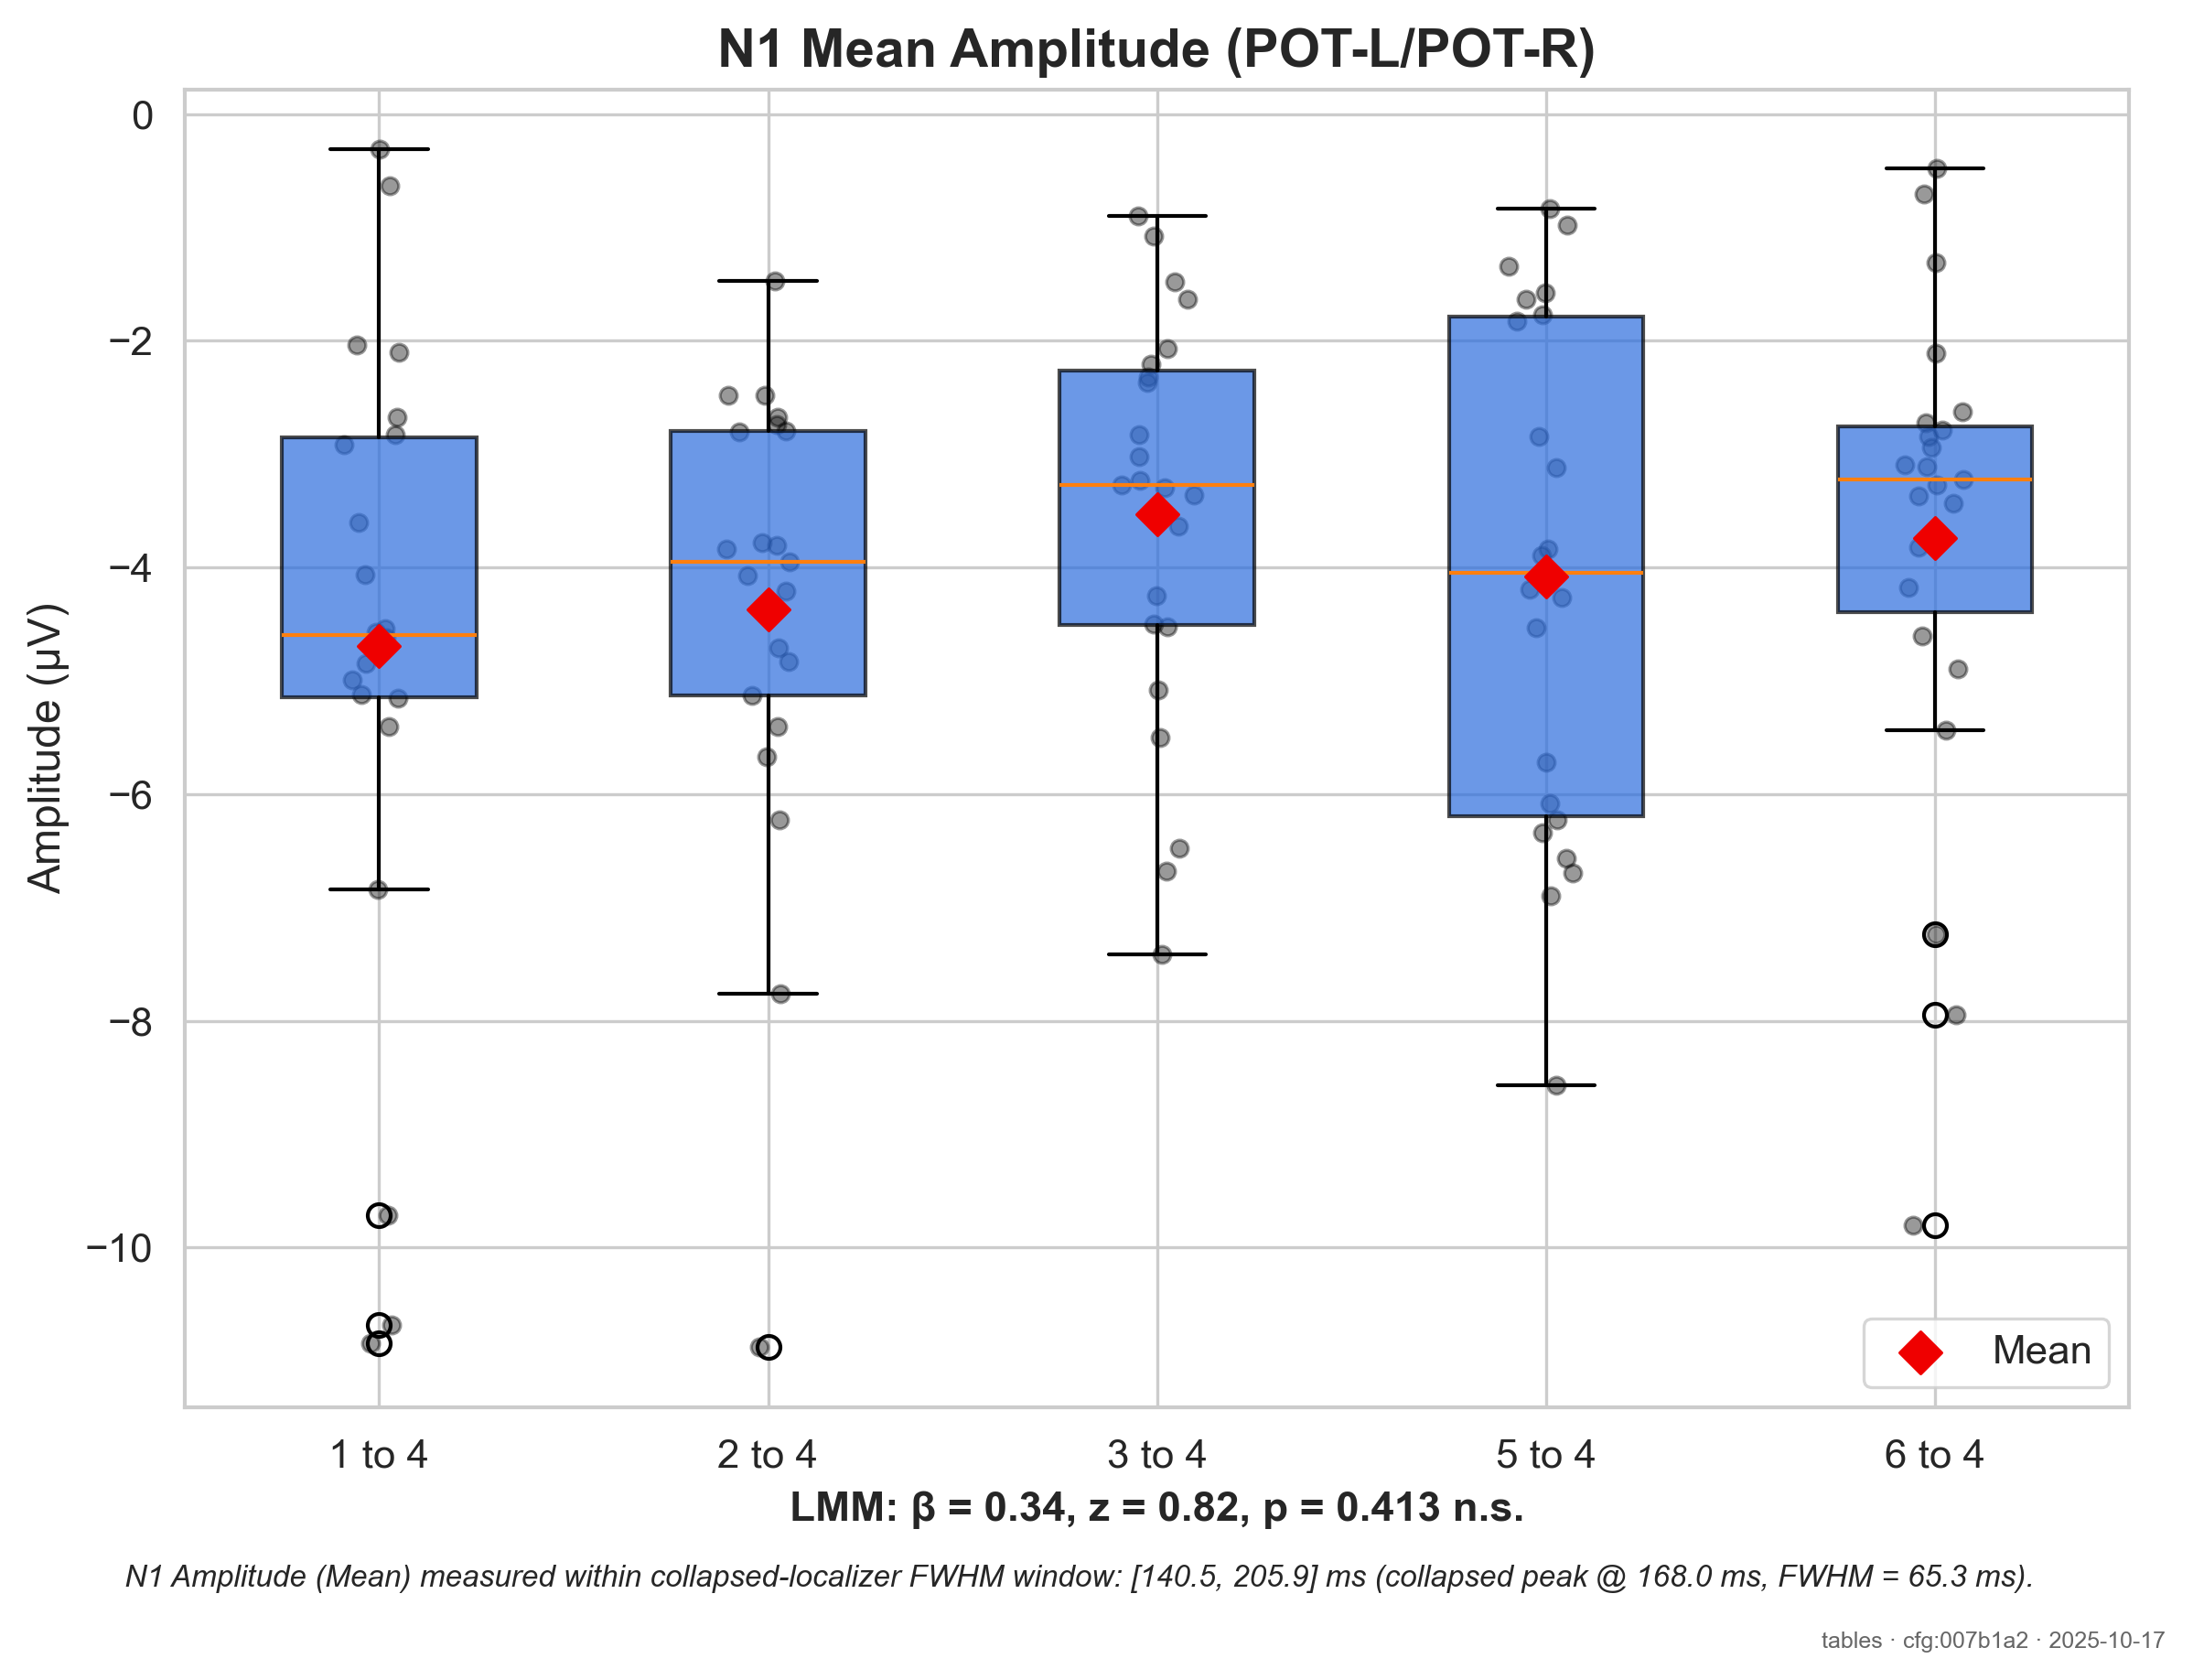 N1 Mean Amplitude (POT-L/POT-R)
Amplitude (µV)
0
−2
−4
−6
−8
−10
Mean
1 to 4
2 to 4
3 to 4
5 to 4
6 to 4
LMM: β = 0.34, z = 0.82, p = 0.413 n.s.
N1 Amplitude (Mean) measured within collapsed-localizer FWHM window: [140.5, 205.9] ms (collapsed peak @ 168.0 ms, FWHM = 65.3 ms).
tables · cfg:007b1a2 · 2025-10-17